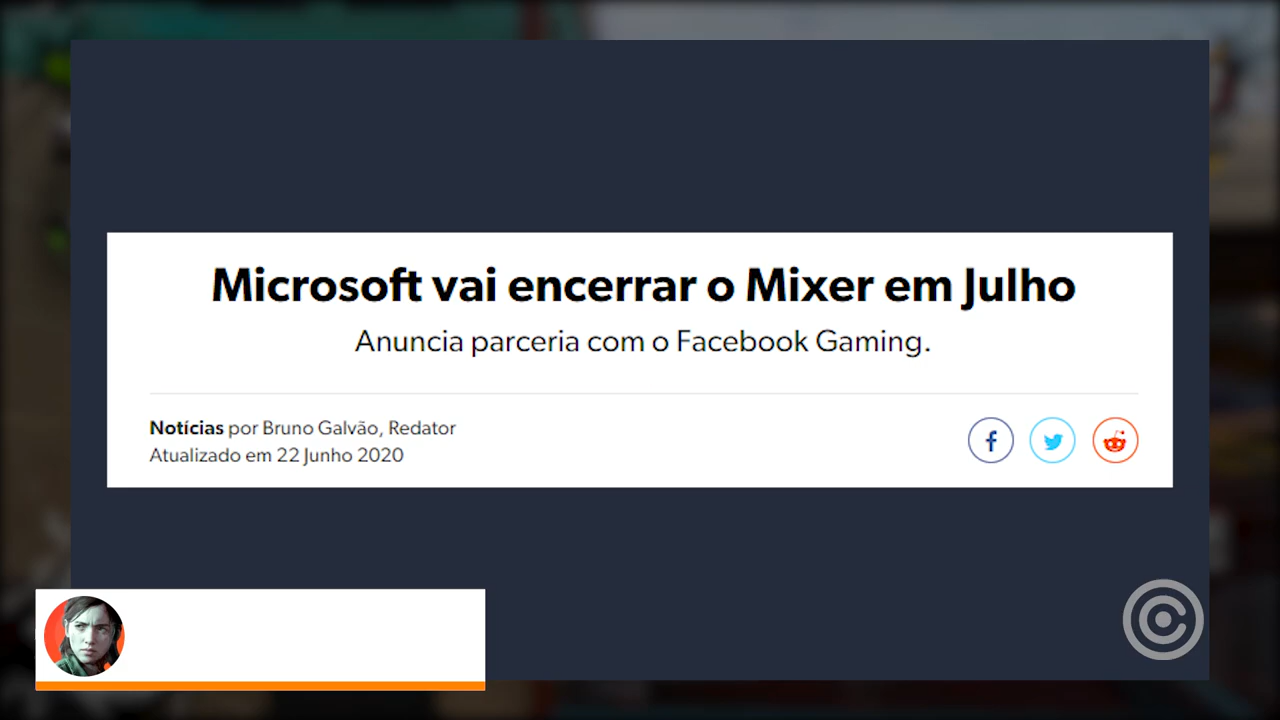 Microsoft vai encerrar o Mixer em Julho
Anuncia parceria com o Facebook Gaming.
Notícias por Bruno Galvão, Redator
Atualizado em 22 Junho 2020